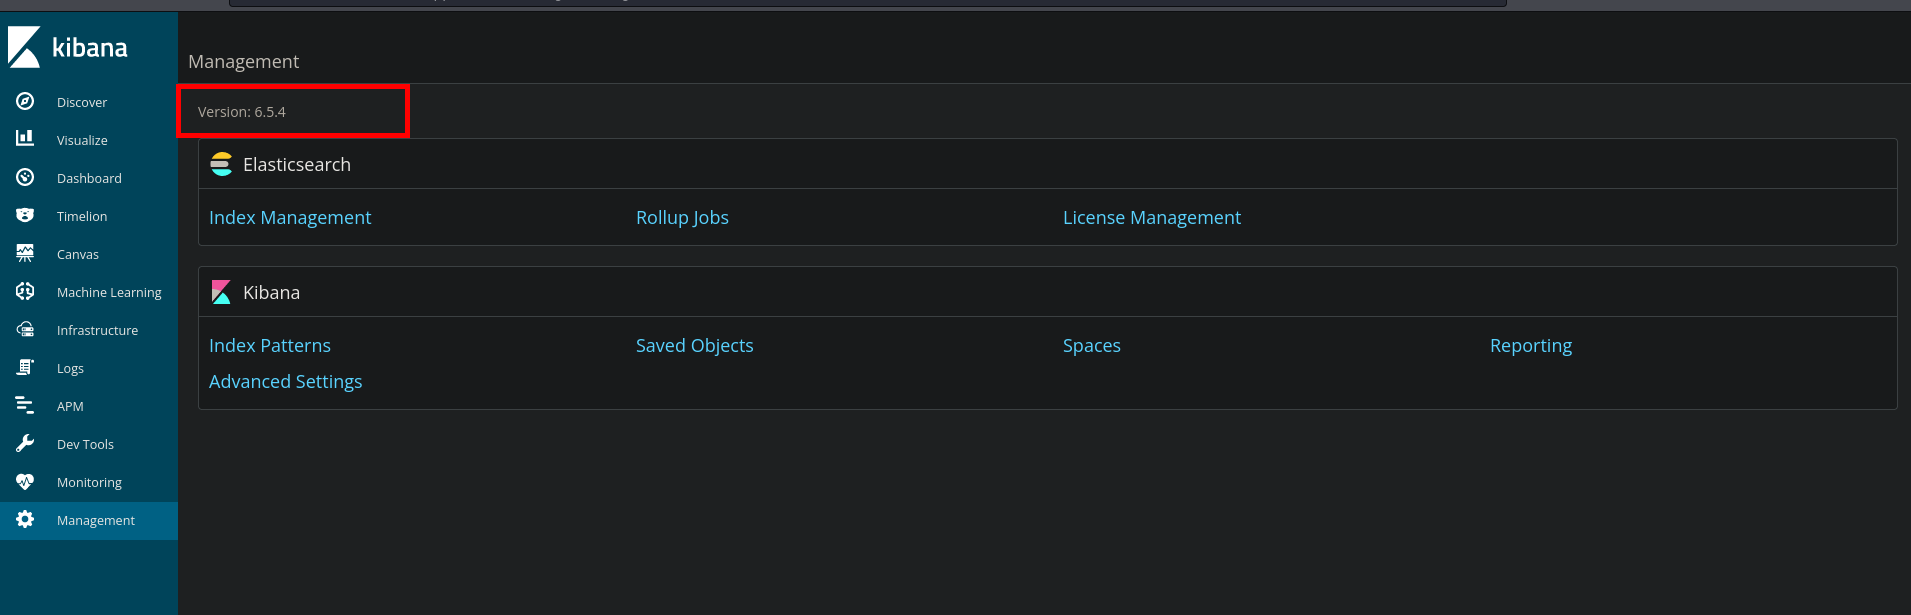 kibana
Discover
Visualize
Dashboard
Timelion
Canvas
Machine Learning
Infrastructure
Logs
APM
Dev Tools
Monitoring
Management
Management
Version: 6.5.4
Elasticsearch
Index Management Rollup Jobs License Management
Kibana
Index Patterns Saved Objects Spaces Reporting
Advanced Settings